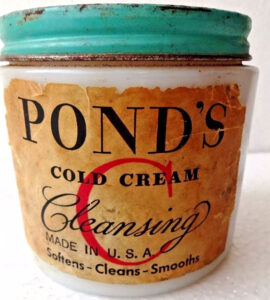 POND'S
COLD CREAM
C
Cleansing
MADE IN U.S.A.
Softens-Cleans-Smooths